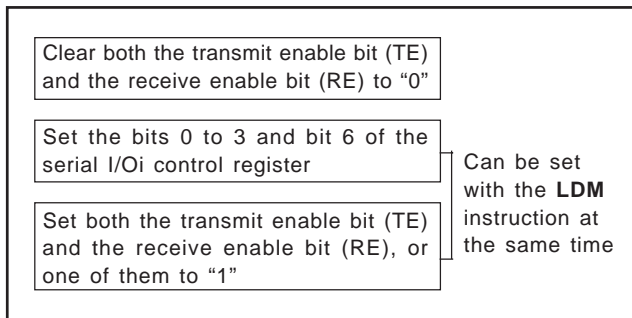 Clear both the transmit enable bit (TE)
and the receive enable bit (RE) to “0”
Set the bits 0 to 3 and bit 6 of the
serial I/Oi control register
Set both the transmit enable bit (TE)
and the receive enable bit (RE), or
one of them to “1”
Can be set
with the LDM
instruction at
the same time